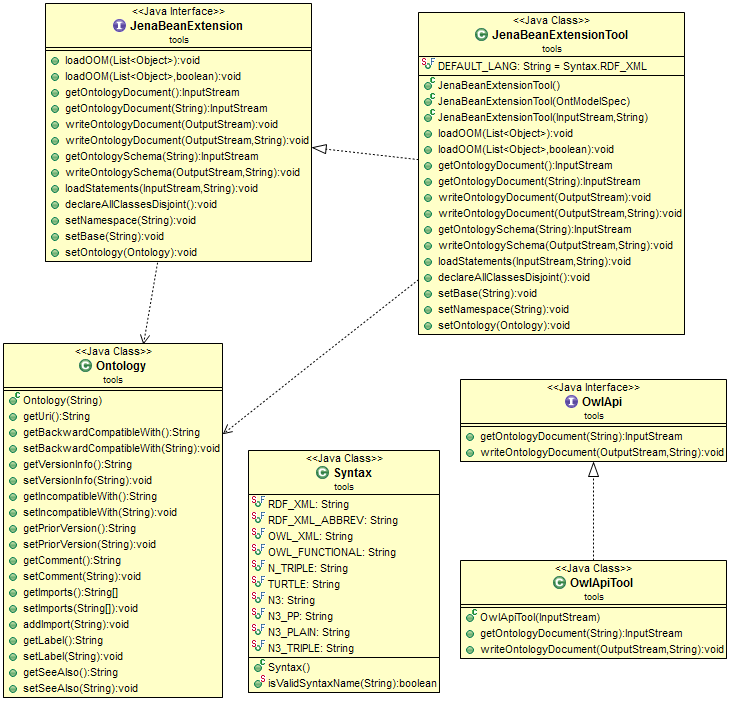 <<Java Interface>>
JenaBeanExtension
tools
loadOOM(List<Object>):void
loadOOM(List<Object>,boolean):void
getOntologyDocument():InputStream
getOntologyDocument(String):InputStream
writeOntologyDocument(OutputStream):void
writeOntologyDocument(OutputStream,String):void
getOntologySchema(String):InputStream
writeOntologySchema(OutputStream,String):void
loadStatements(InputStream,String):void
declareAllClassesDisjoint():void
setNamespace(String):void
setBase(String):void
setOntology(Ontology):void
<<Java Class>>
JenaBeanExtensionTool
tools
DEFAULT_LANG: String = Syntax.RDF_XML
JenaBeanExtensionTool()
JenaBeanExtensionTool(OntModelSpec)
JenaBeanExtensionTool(InputStream,String)
loadOOM(List<Object>):void
loadOOM(List<Object>,boolean):void
getOntologyDocument():InputStream
getOntologyDocument(String):InputStream
writeOntologyDocument(OutputStream):void
writeOntologyDocument(OutputStream,String):void
getOntologySchema(String):InputStream
writeOntologySchema(OutputStream,String):void
loadStatements(InputStream,String):void
declareAllClassesDisjoint():void
setBase(String):void
setNamespace(String):void
setOntology(Ontology):void
<<Java Class>>
Ontology
tools
Ontology(String)
getUri():String
getBackwardCompatibleWith():String
setBackwardCompatibleWith(String):void
getVersionInfo():String
setVersionInfo(String):void
getIncompatibleWith():String
setIncompatibleWith(String):void
getPriorVersion():String
setPriorVersion(String):void
getComment():String
setComment(String):void
getImports():String[]
setImports(String[]):void
addImport(String):void
getLabel():String
setLabel(String):void
getSeeAlso():String
setSeeAlso(String):void
<<Java Class>>
Syntax
tools
RDF_XML: String
RDF_XML_ABBREV: String
OWL_XML: String
OWL_FUNCTIONAL: String
N_TRIPLE: String
TURTLE: String
N3: String
N3_PP: String
N3_PLAIN: String
N3_TRIPLE: String
Syntax()
isValidSyntaxName(String):boolean
<<Java Interface>>
OwlApi
tools
getOntologyDocument(String):InputStream
writeOntologyDocument(OutputStream,String):void
<<Java Class>>
OwlApiTool
tools
OwlApiTool(InputStream)
getOntologyDocument(String):InputStream
writeOntologyDocument(OutputStream,String):void